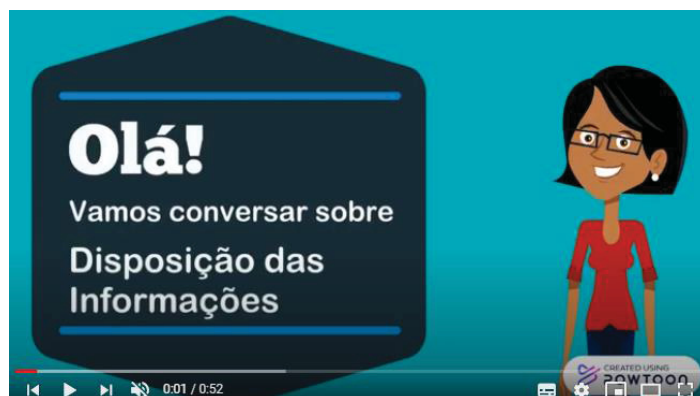 Olá!
Vamos conversar sobre
Disposição das
Informações
0:01 / 0:52
CREATED USING
POWTOON